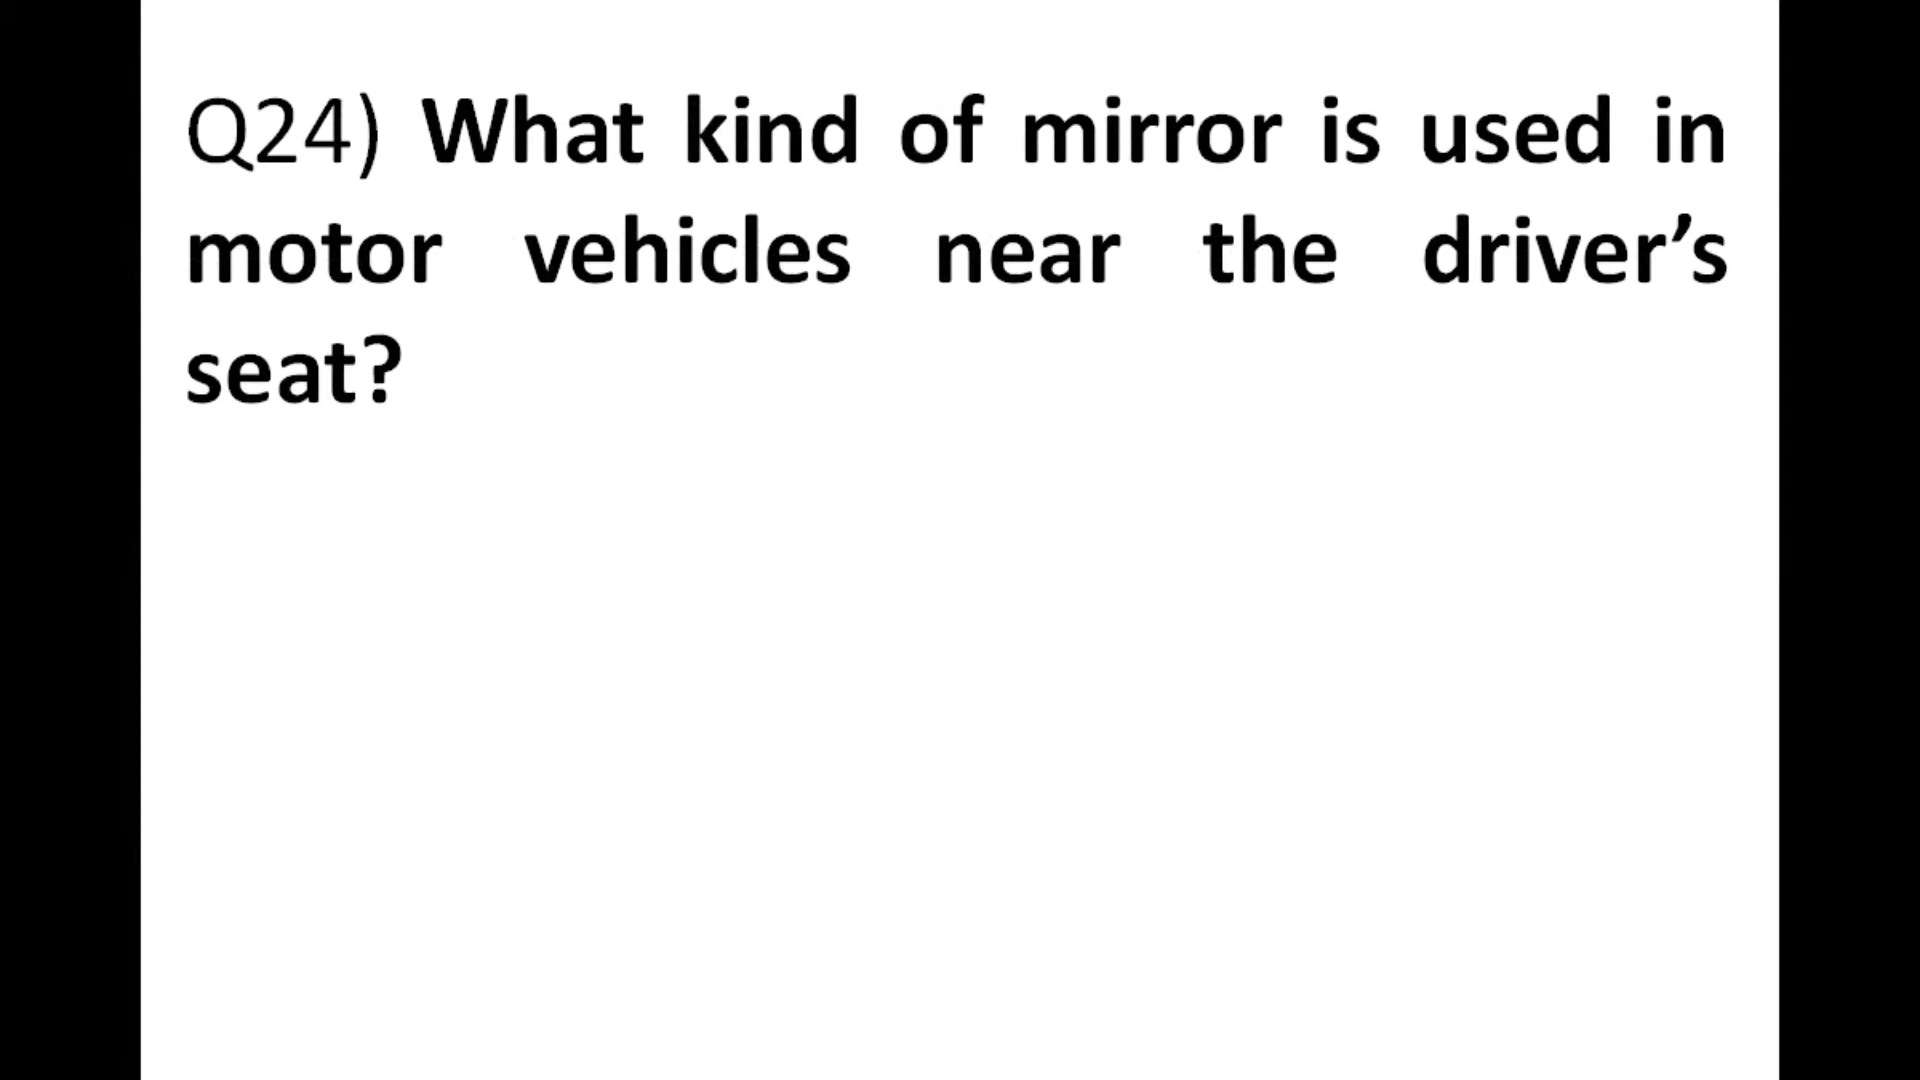 Q24) What kind of mirror is used in
motor vehicles near the driver’s
seat?